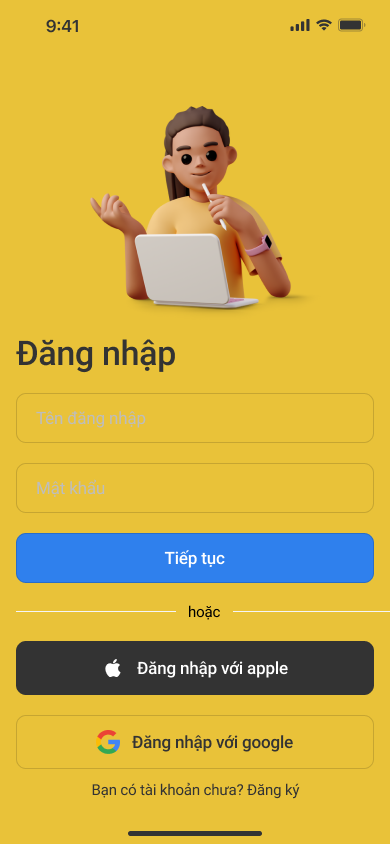 9:41
Đăng nhập
Tên đăng nhập
Mật khẩu
Tiếp tục
hoặc
Đăng nhập với apple
Đăng nhập với google
Bạn có tài khoản chưa? Đăng ký